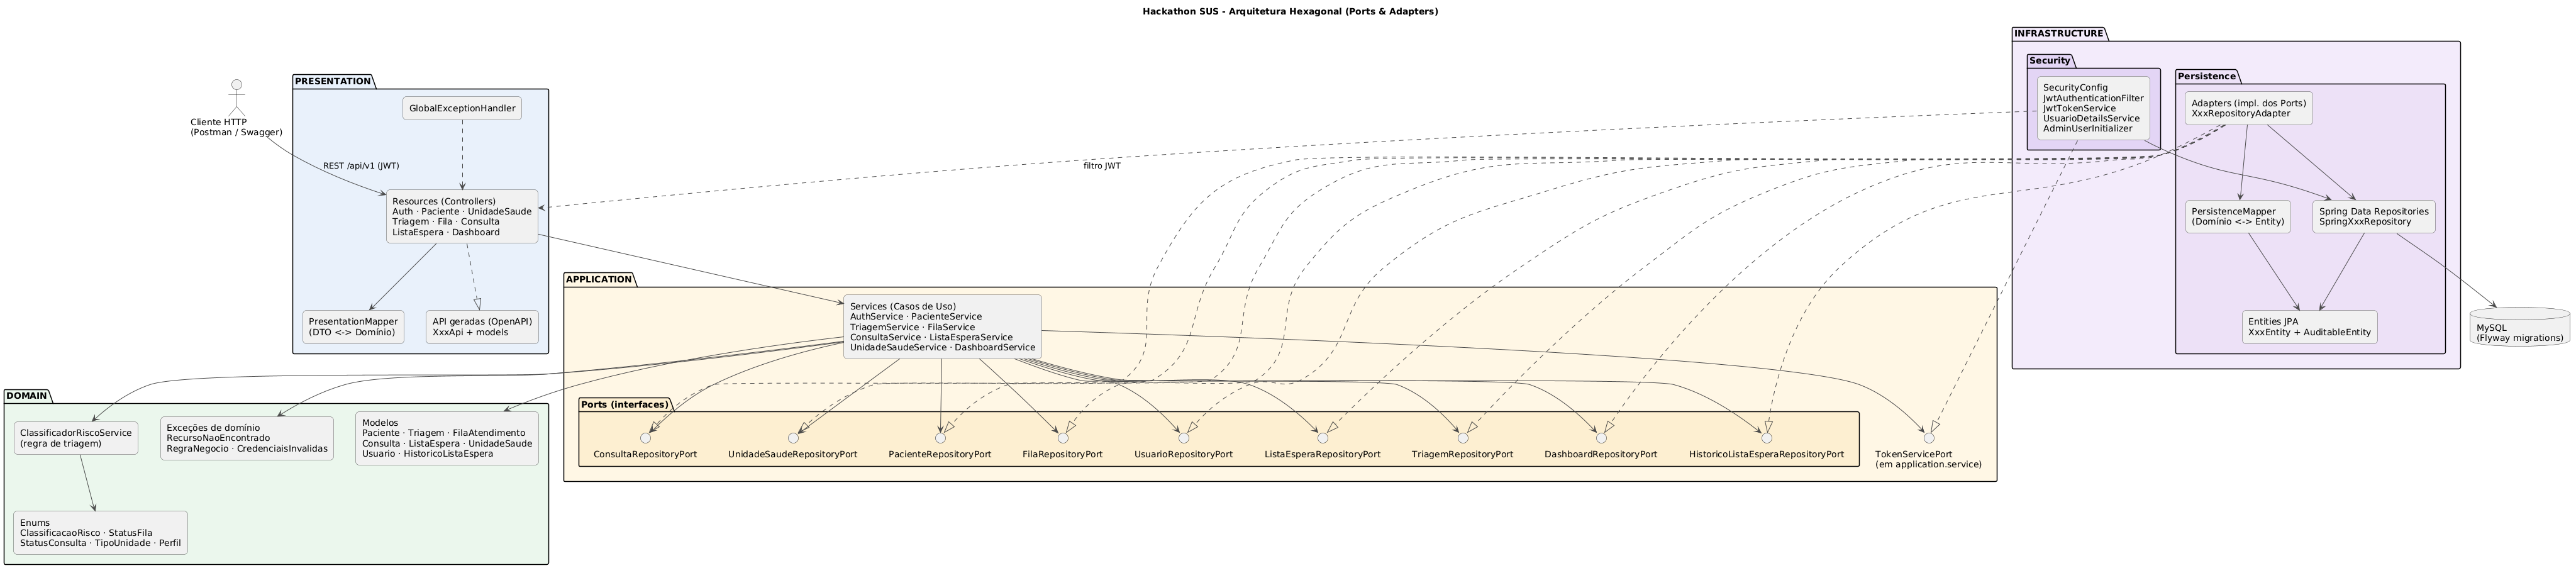 Hackathon SUS - Arquitetura Hexagonal (Ports & Adapters)
INFRASTRUCTURE
Security
SecurityConfig
JwtAuthenticationFilter
JwtTokenService
UsuarioDetailsService
AdminUserInitializer
Persistence
Adapters (impl. dos Ports)
XxxRepositoryAdapter
PersistenceMapper
(Domínio <-> Entity)
Spring Data Repositories
SpringXxxRepository
Entities JPA
XxxEntity + AuditableEntity
MySQL
(Flyway migrations)
Cliente HTTP
(Postman / Swagger)
REST /api/v1 (JWT)
filtro JWT
PRESENTATION
GlobalExceptionHandler
Resources (Controllers)
Auth · Paciente · UnidadeSaude
Triagem · Fila · Consulta
ListaEspera · Dashboard
PresentationMapper
(DTO <-> Domínio)
API geradas (OpenAPI)
XxxApi + models
APPLICATION
Services (Casos de Uso)
AuthService · PacienteService
TriagemService · FilaService
ConsultaService · ListaEsperaService
UnidadeSaudeService · DashboardService
Ports (interfaces)
ConsultaRepositoryPort
UnidadeSaudeRepositoryPort
PacienteRepositoryPort
FilaRepositoryPort
UsuarioRepositoryPort
ListaEsperaRepositoryPort
TriagemRepositoryPort
DashboardRepositoryPort
HistoricoListaEsperaRepositoryPort
TokenServicePort
(em application.service)
DOMAIN
ClassificadorRiscoService
(regra de triagem)
Exceções de domínio
RecursoNaoEncontrado
RegraNegocio · CredenciaisInvalidas
Modelos
Paciente · Triagem · FilaAtendimento
Consulta · ListaEspera · UnidadeSaude
Usuario · HistoricoListaEspera
Enums
ClassificacaoRisco · StatusFila
StatusConsulta · TipoUnidade · Perfil